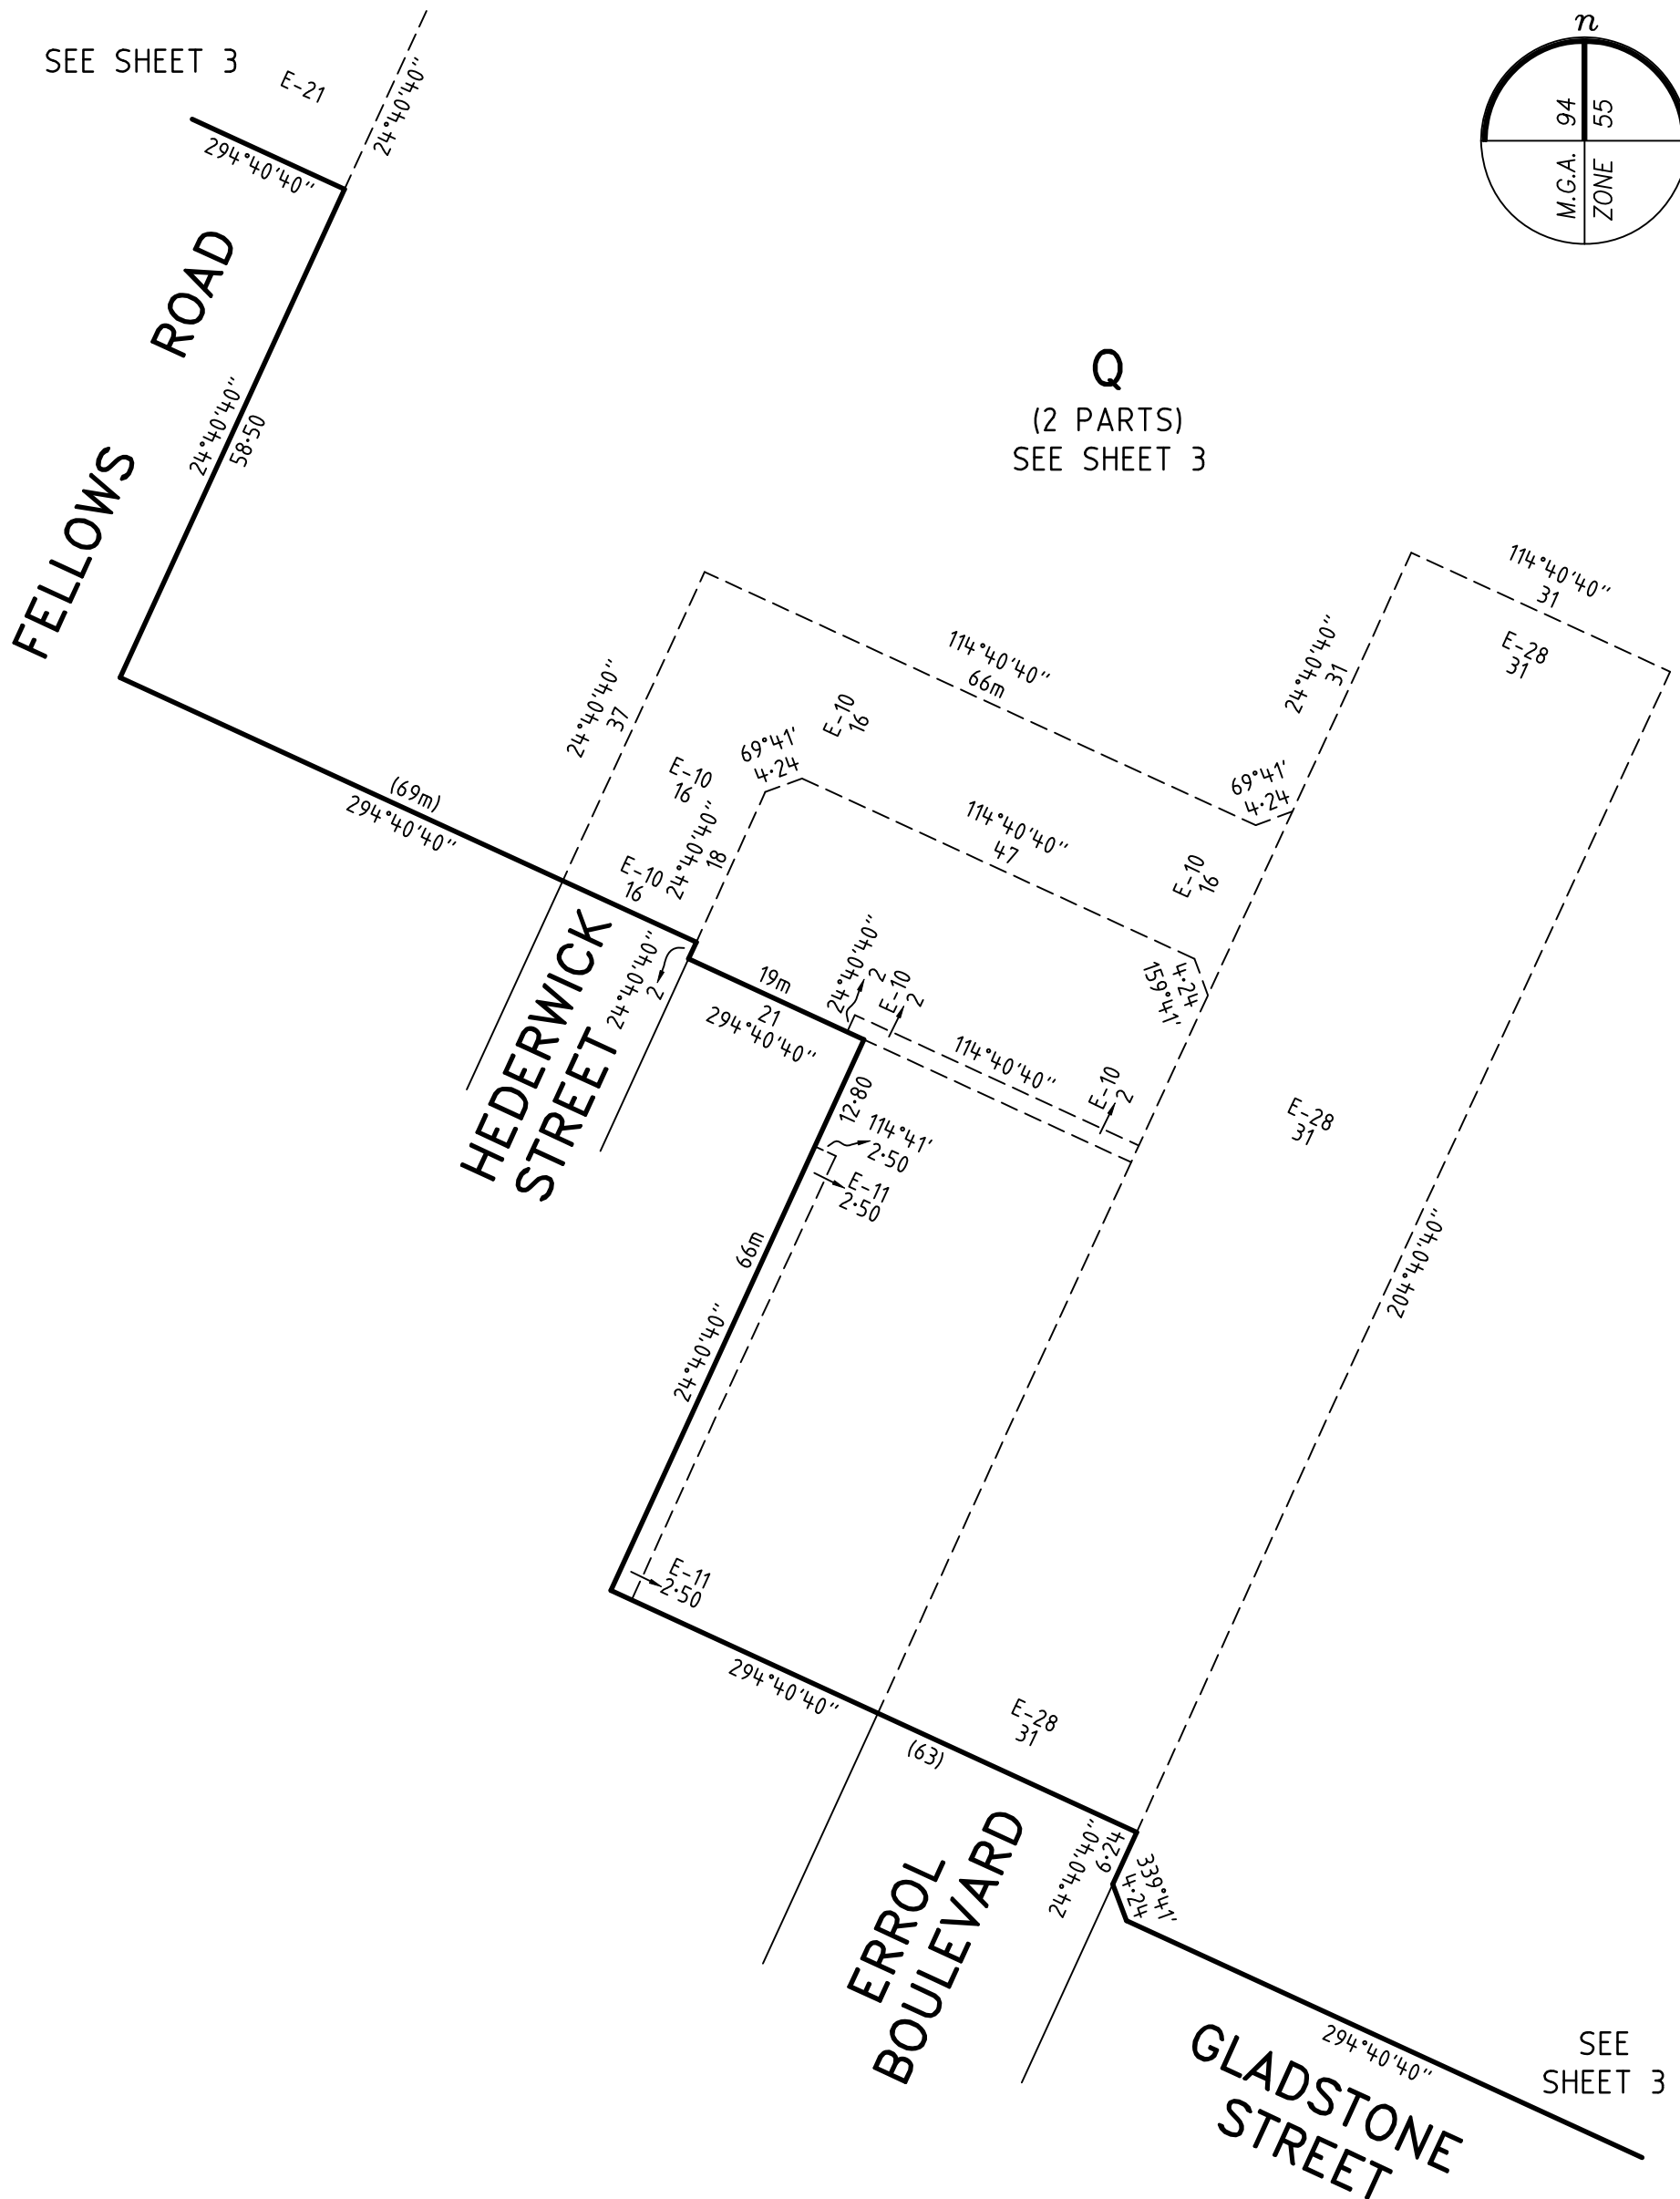 n
94
55
M.G.A.
ZONE
SEE SHEET 3
E-21
24°40'40"
294°40'40"
FELLOWS ROAD
24°40'40"
58·50
Q
(2 PARTS)
SEE SHEET 3
114°40'40"
31
E-28
31
24°40'40"
31
114°40'40"
66m
24°40'40"
37
E-10
16
69°41'
4·24
E-10
16
69°41'
4·24
(69m)
294°40'40"
24°40'40"
18
114°40'40"
47
E-10
16
E-10
16
HEDERWICK
STREET
24°40'40"
2
19m
21
294°40'40"
24°40'40"
2
E-10
2
4·24
159°41'
114°40'40"
E-10
2
E-28
31
12·80
114°41'
2·50
E-11
2·50
66m
24°40'40"
204°40'40"
E-11
2·50
294°40'40"
E-28
31
(63)
ERROL
BOULEVARD
24°40'40"
6·24
339°41'
4·24
GLADSTONE
STREET
294°40'40"
SEE
SHEET 3